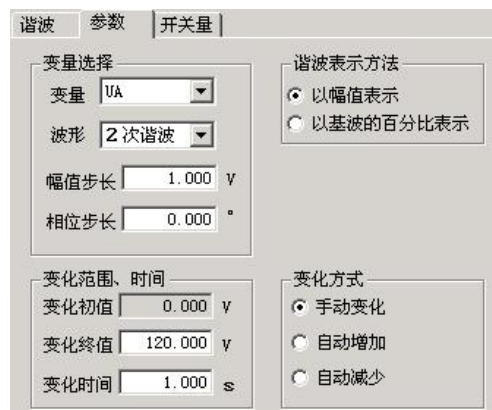 谐波 参数 开关量
变量选择
变量 UA
波形 2次谐波
幅值步长 1.000 V
相位步长 0.000 °
谐波表示方法
以幅值表示
以基波的百分比表示
变化范围、时间
变化初值 0.000 V
变化终值 120.000 V
变化时间 1.000 s
变化方式
手动变化
自动增加
自动减少